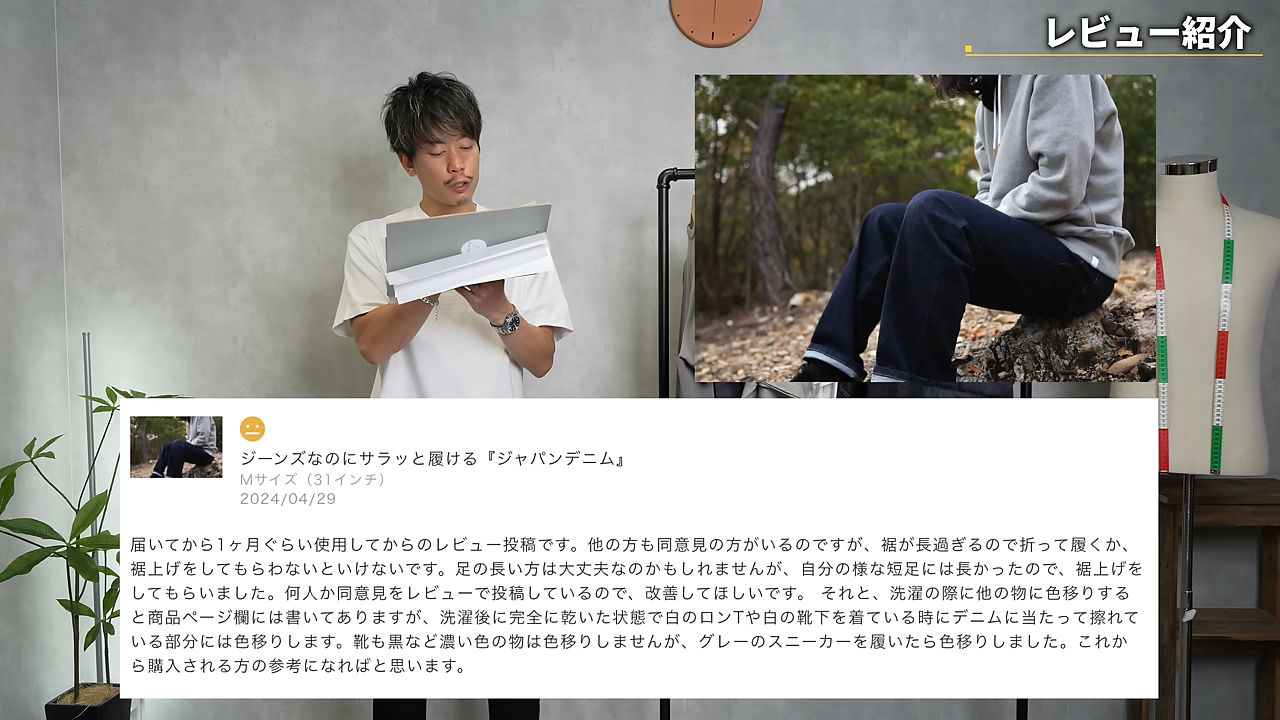 レビュー紹介
ジーンズなのにサラッと履ける『ジャパンデニム』
Mサイズ（31インチ）
2024/04/29
届いてから1ヶ月ぐらい使用してからのレビュー投稿です。他の方も同意見の方がいるのですが、裾が長過ぎるので折って履くか、
裾上げをしてもらわないといけないです。足の長い方は大丈夫なのかもしれませんが、自分の様な短足には長かったので、裾上げを
してもらいました。何人か同意見をレビューで投稿しているので、改善してほしいです。 それと、洗濯の際に他の物に色移りする
と商品ページ欄には書いてありますが、洗濯後に完全に乾いた状態で白のロンTや白の靴下を着ている時にデニムに当たって擦れて
いる部分には色移りします。靴も黒など濃い色の物は色移りしませんが、グレーのスニーカーを履いたら色移りしました。これか
ら購入される方の参考になればと思います。